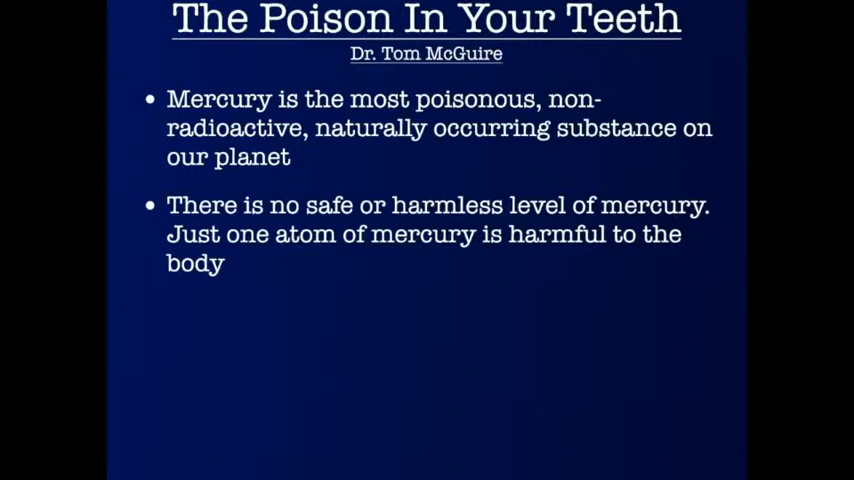 The Poison In Your Teeth
Dr. Tom McGuire
• Mercury is the most poisonous, non-
radioactive, naturally occurring substance on
our planet
• There is no safe or harmless level of mercury.
Just one atom of mercury is harmful to the
body